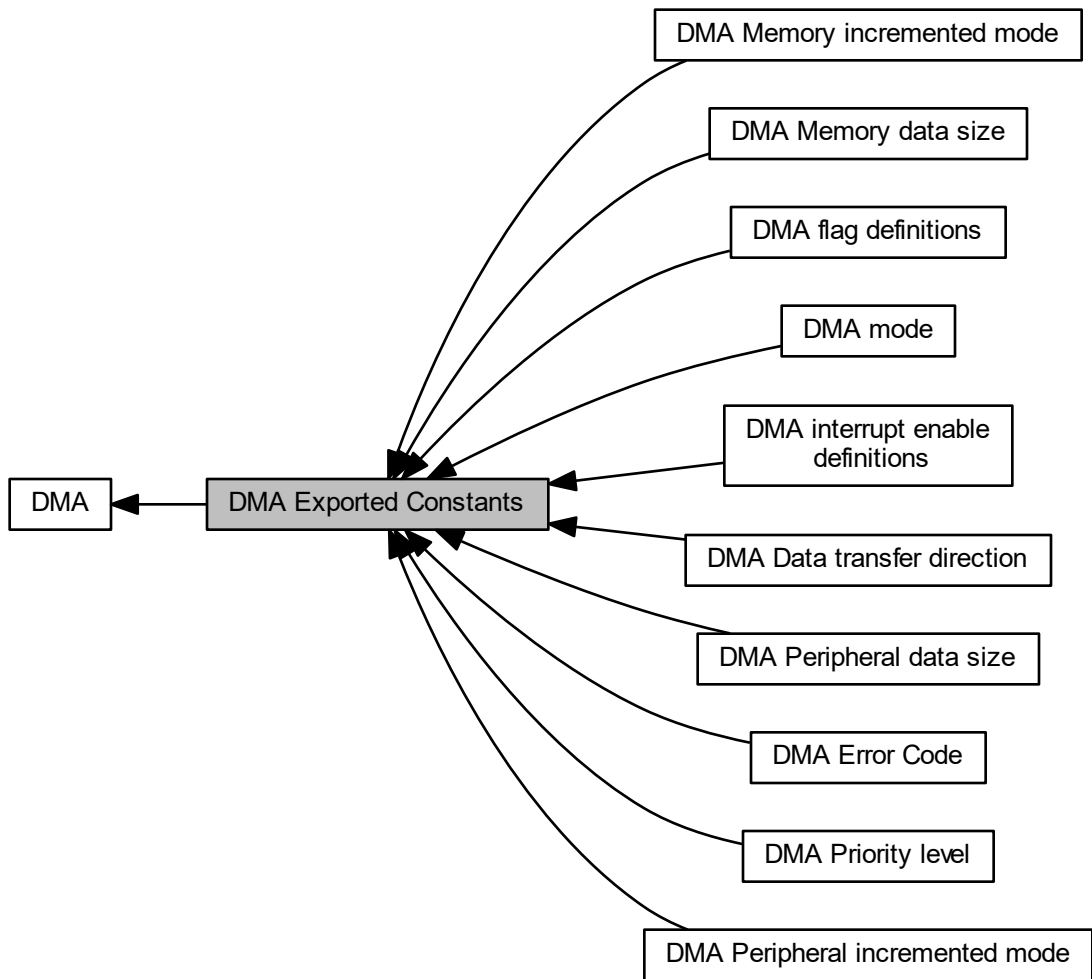 DMA Memory incremented mode
DMA Memory data size
DMA flag definitions
DMA mode
DMA interrupt enable
definitions
DMA
DMA Exported Constants
DMA Data transfer direction
DMA Peripheral data size
DMA Error Code
DMA Priority level
DMA Peripheral incremented mode